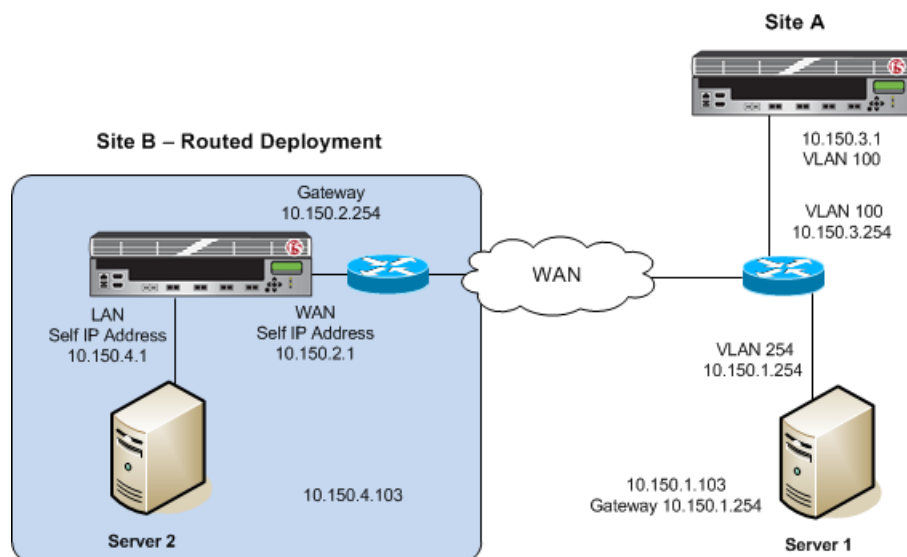 Site A
10.150.3.1
VLAN 100
VLAN 100
10.150.3.254
Site B – Routed Deployment
Gateway
10.150.2.254
WAN
LAN
Self IP Address
10.150.4.1
WAN
Self IP Address
10.150.2.1
VLAN 254
10.150.1.254
10.150.4.103
Server 2
10.150.1.103
Gateway 10.150.1.254
Server 1